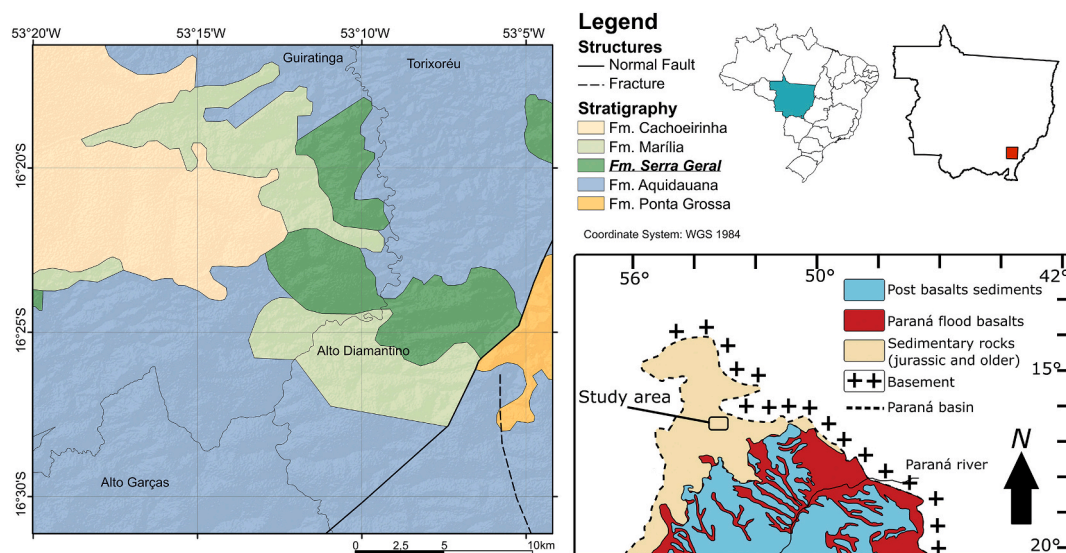 53°20'W
53°15'W
53°10'W
53°5'W
Guiratinga
Torixoréu
16°20'S
16°25'S
Alto Diamantino
Alto Garças
16°30'S
0 2,5 5 10km
Legend
Structures
Normal Fault
Fracture
Stratigraphy
Fm. Cachoeirinha
Fm. Marília
Fm. Serra Geral
Fm. Aquidauana
Fm. Ponta Grossa
Coordinate System: WGS 1984
56°
50°
42°
Post basalts sediments
Paraná flood basalts
Sedimentary rocks
(jurassic and older)
Basement
Paraná basin
15°
Study area
N
Paraná river
20°